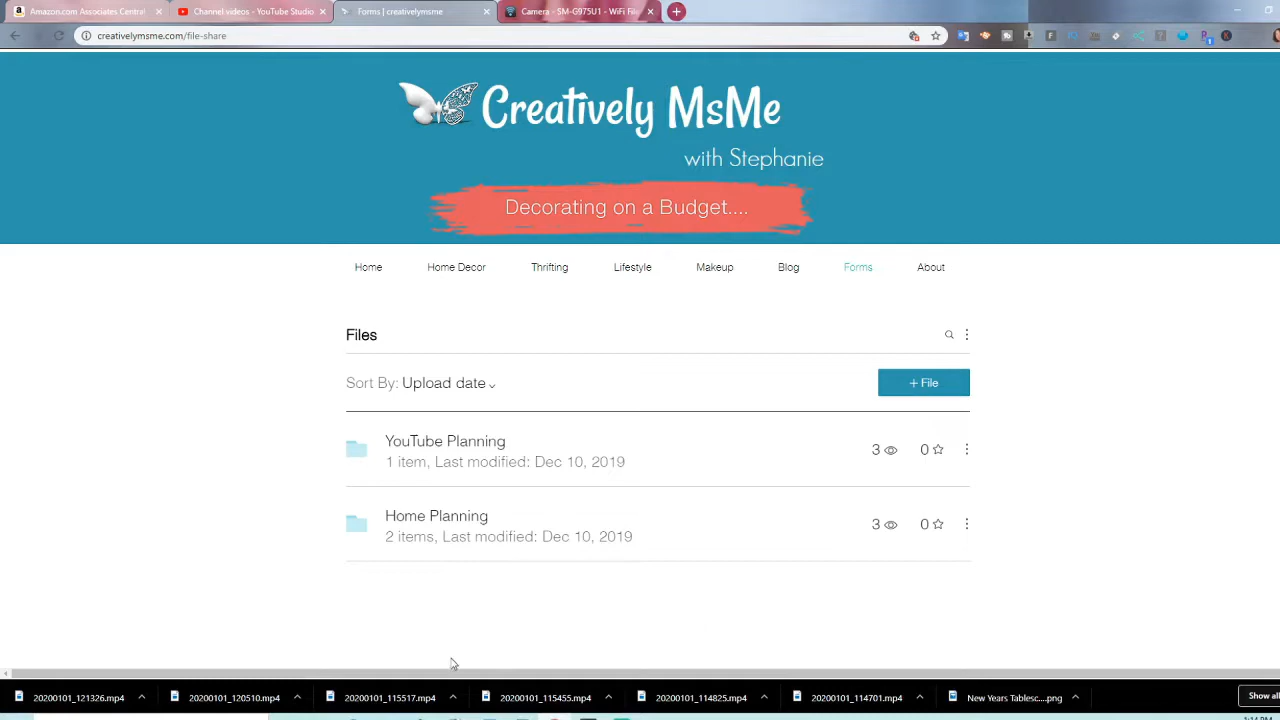 Amazon.com Associates Central
Channel videos - YouTube Studio
Forms | creativelymsme
Camera - SM-G975U1 - WiFi File
creativelymsme.com/file-share
Creatively MsMe
with Stephanie
Decorating on a Budget....
Home Home Decor Thrifting Lifestyle Makeup Blog Forms About
Files
Sort By: Upload date
+ File
YouTube Planning
1 item, Last modified: Dec 10, 2019
3 0
Home Planning
2 items, Last modified: Dec 10, 2019
3 0
20200101_121326.mp4 20200101_120510.mp4 20200101_115517.mp4 20200101_115455.mp4 20200101_114825.mp4 20200101_114701.mp4 New Years Tablesc....png Show all